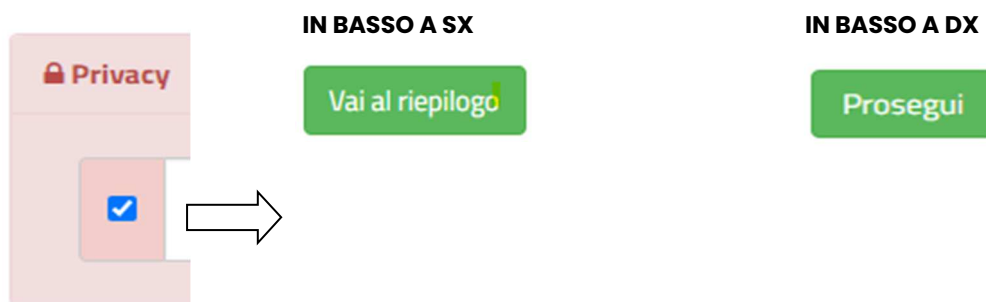 IN BASSO A SX
IN BASSO A DX
Privacy
Vai al riepilogo
Prosegui